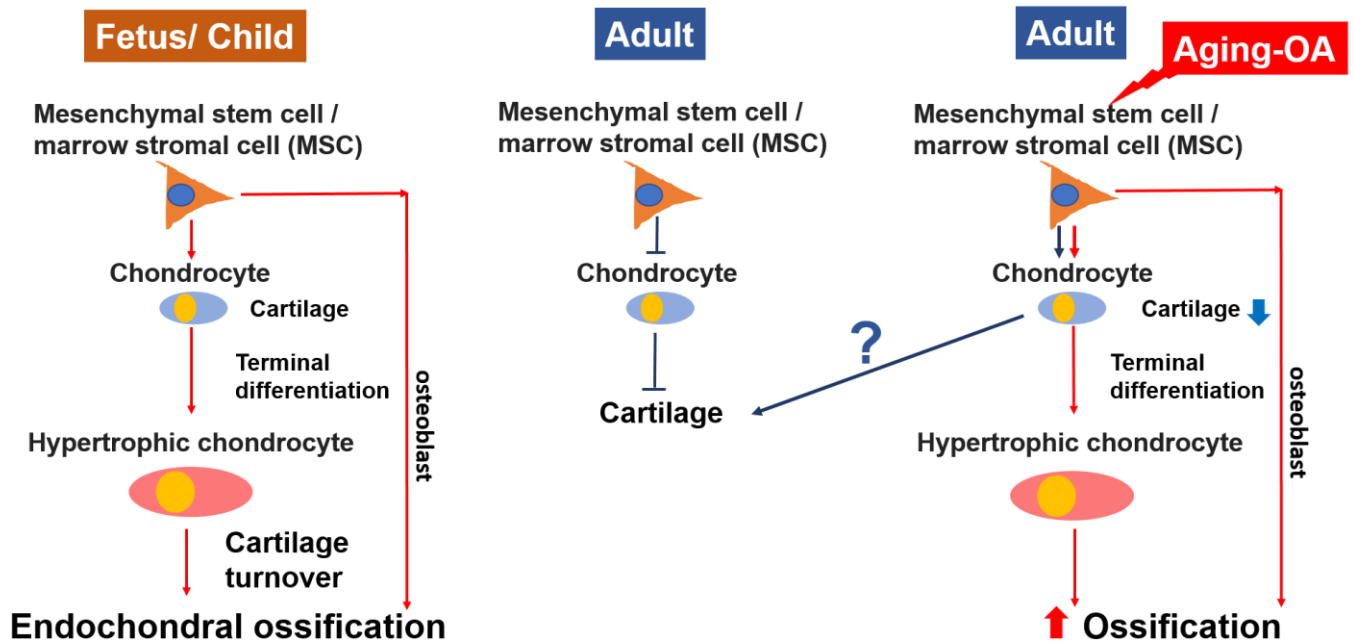 Fetus/ Child
Mesenchymal stem cell /
marrow stromal cell (MSC)
Chondrocyte
Cartilage
Terminal
differentiation
osteoblast
Hypertrophic chondrocyte
Cartilage
turnover
Endochondral ossification
Adult
Mesenchymal stem cell /
marrow stromal cell (MSC)
Chondrocyte
Cartilage
?
Adult
Aging-OA
Mesenchymal stem cell /
marrow stromal cell (MSC)
Chondrocyte
Cartilage
Terminal
differentiation
osteoblast
Hypertrophic chondrocyte
Ossification